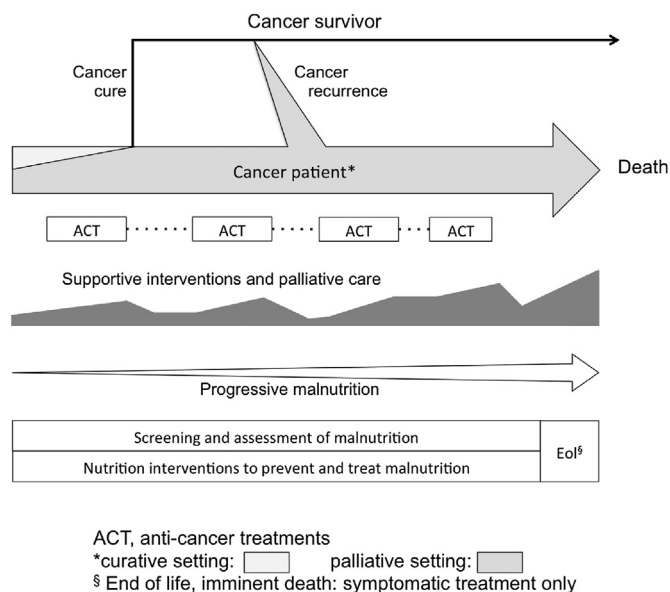 Cancer survivor
Cancer
cure
Cancer
recurrence
Cancer patient*
Death
ACT
ACT
ACT
ACT
Supportive interventions and palliative care
Progressive malnutrition
Screening and assessment of malnutrition
Nutrition interventions to prevent and treat malnutrition
Eol§
ACT, anti-cancer treatments
*curative setting:
palliative setting:
§ End of life, imminent death: symptomatic treatment only